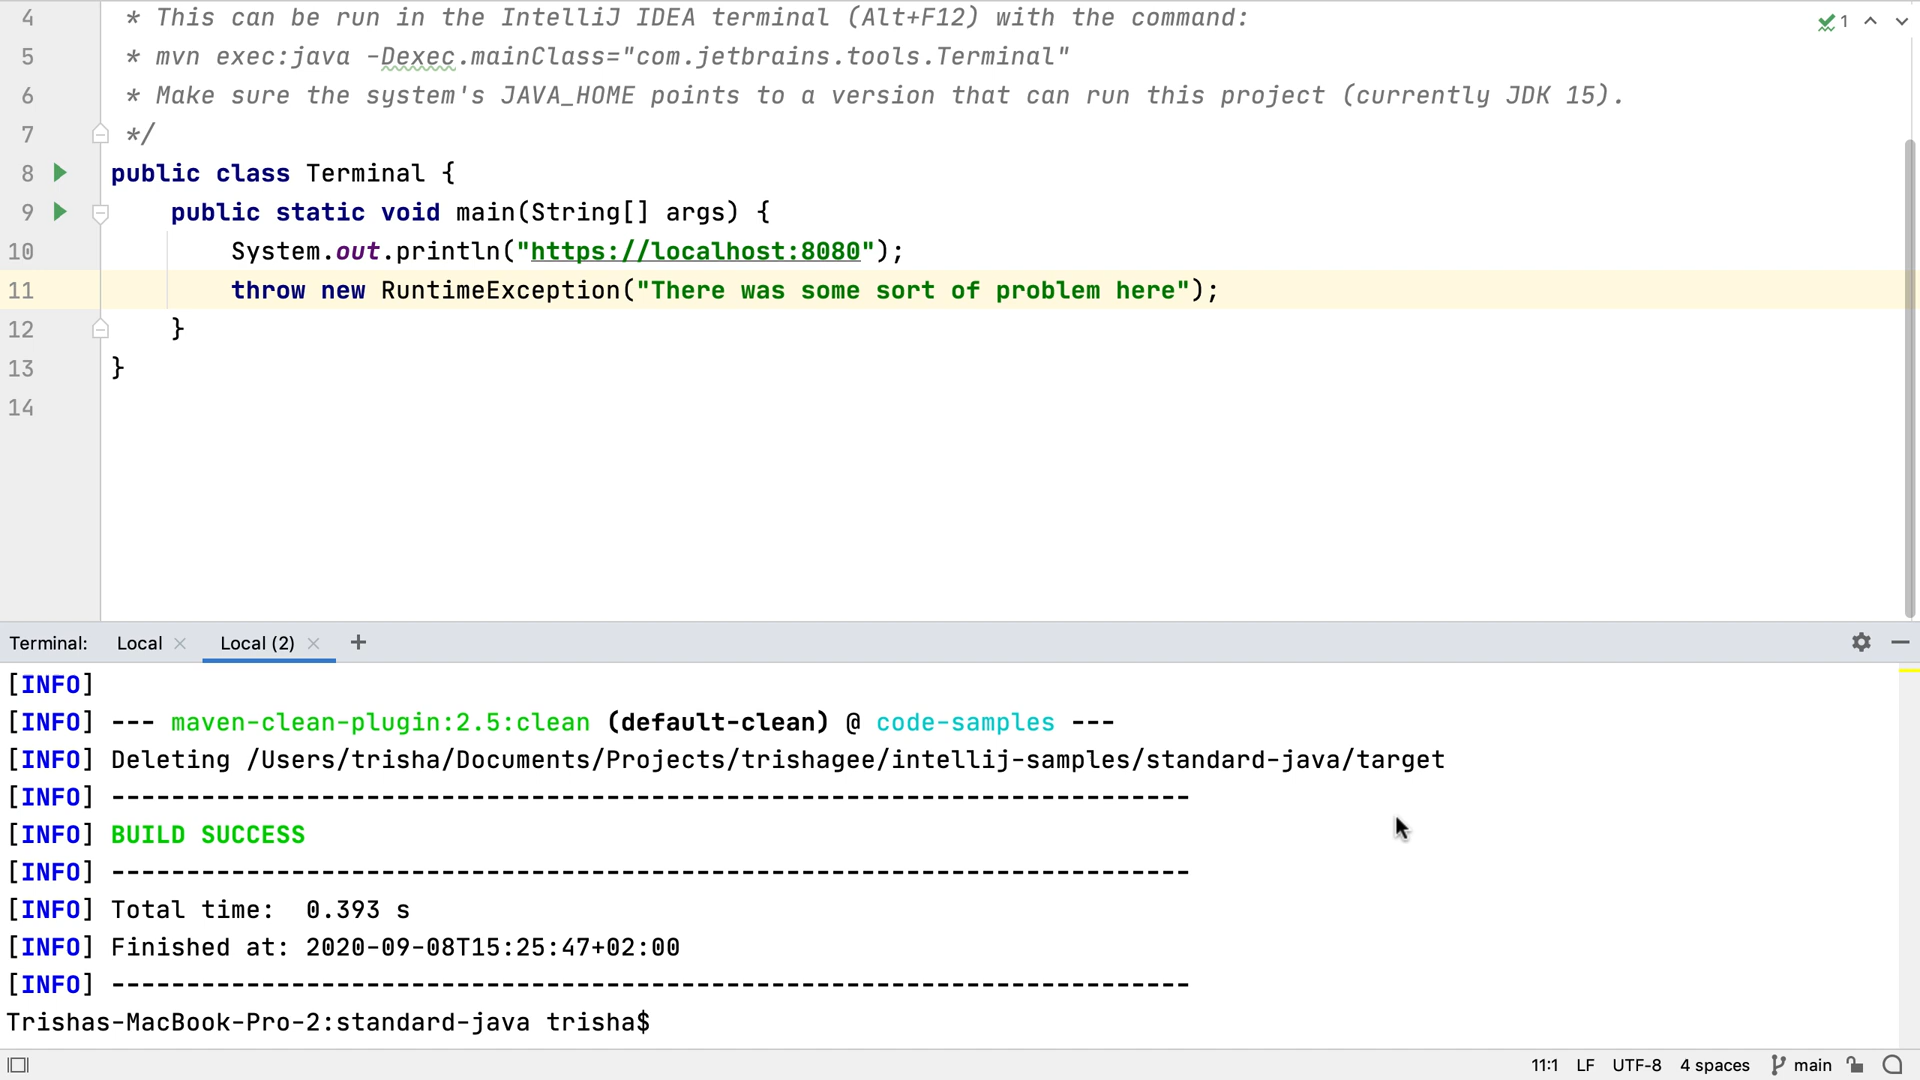 4 * This can be run in the IntelliJ IDEA terminal (Alt+F12) with the command:
1
5 * mvn exec:java -Dexec.mainClass="com.jetbrains.tools.Terminal"
6 * Make sure the system's JAVA_HOME points to a version that can run this project (currently JDK 15).
7 */
8 public class Terminal {
9 public static void main(String[] args) {
10 System.out.println("https://localhost:8080");
11 throw new RuntimeException("There was some sort of problem here");
12 }
13 }
14
Terminal: Local Local (2)
[INFO]
[INFO] --- maven-clean-plugin:2.5:clean (default-clean) @ code-samples ---
[INFO] Deleting /Users/trisha/Documents/Projects/trishagee/intellij-samples/standard-java/target
[INFO] ------------------------------------------------------------------------
[INFO] BUILD SUCCESS
[INFO] ------------------------------------------------------------------------
[INFO] Total time:  0.393 s
[INFO] Finished at: 2020-09-08T15:25:47+02:00
[INFO] ------------------------------------------------------------------------
Trishas-MacBook-Pro-2:standard-java trisha$
11:1 LF UTF-8 4 spaces main